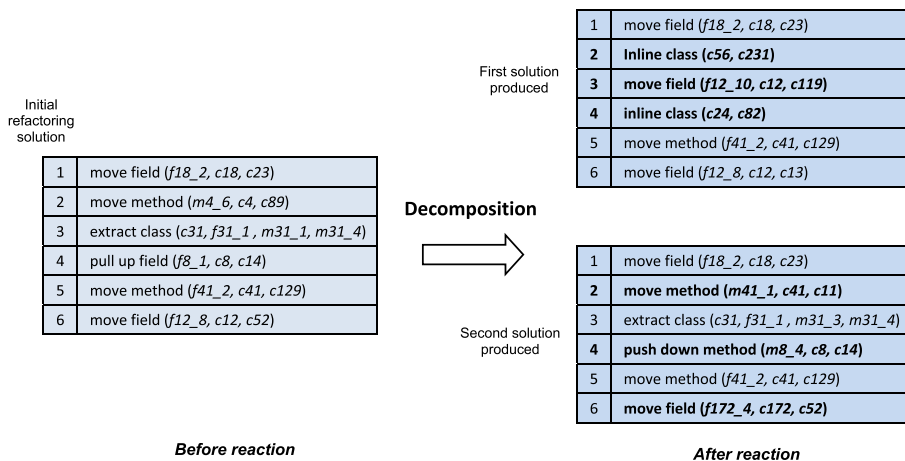 Initial
refactoring
solution
1 move field (f18_2, c18, c23)
2 move method (m4_6, c4, c89)
3 extract class (c31, f31_1 , m31_1, m31_4)
4 pull up field (f8_1, c8, c14)
5 move method (f41_2, c41, c129)
6 move field (f12_8, c12, c52)
Before reaction
Decomposition
First solution
produced
1 move field (f18_2, c18, c23)
2 Inline class (c56, c231)
3 move field (f12_10, c12, c119)
4 inline class (c24, c82)
5 move method (f41_2, c41, c129)
6 move field (f12_8, c12, c13)
Second solution
produced
1 move field (f18_2, c18, c23)
2 move method (m41_1, c41, c11)
3 extract class (c31, f31_1 , m31_3, m31_4)
4 push down method (m8_4, c8, c14)
5 move method (f41_2, c41, c129)
6 move field (f172_4, c172, c52)
After reaction